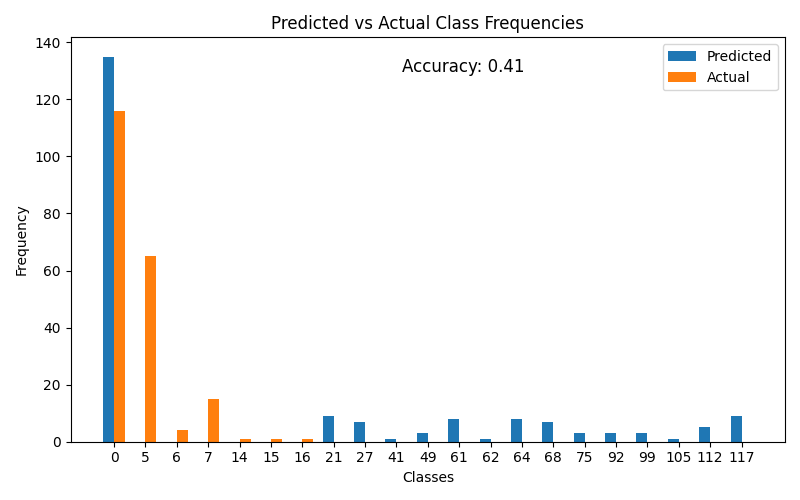 Predicted vs Actual Class Frequencies
Accuracy: 0.41
Predicted
Actual
Frequency
140
120
100
80
60
40
20
0
0 5 6 7 14 15 16 21 27 41 49 61 62 64 68 75 92 99 105 112 117
Classes